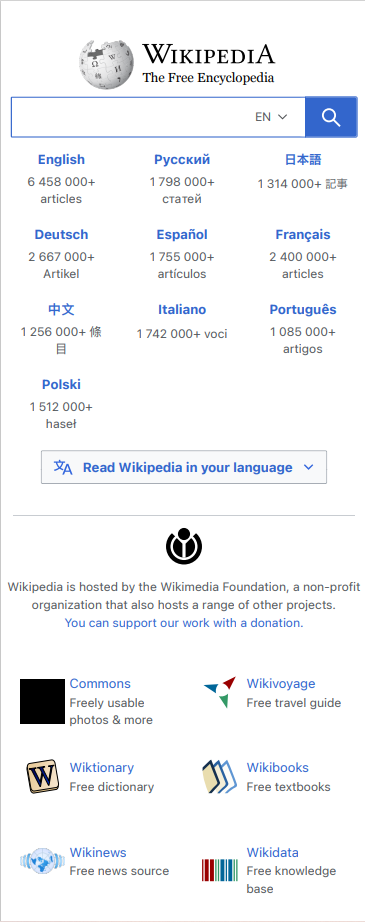 WIKIPEDIA
The Free Encyclopedia
EN
English
6 458 000+
articles
Русский
1 798 000+
статей
日本語
1 314 000+ 記事
Deutsch
2 667 000+
Artikel
Español
1 755 000+
artículos
Français
2 400 000+
articles
中文
1 256 000+ 條
目
Italiano
1 742 000+ voci
Português
1 085 000+
artigos
Polski
1 512 000+
haseł
Read Wikipedia in your language
Wikipedia is hosted by the Wikimedia Foundation, a non-profit
organization that also hosts a range of other projects.
You can support our work with a donation.
Commons
Freely usable
photos & more
Wikivoyage
Free travel guide
Wiktionary
Free dictionary
Wikibooks
Free textbooks
Wikinews
Free news source
Wikidata
Free knowledge
base